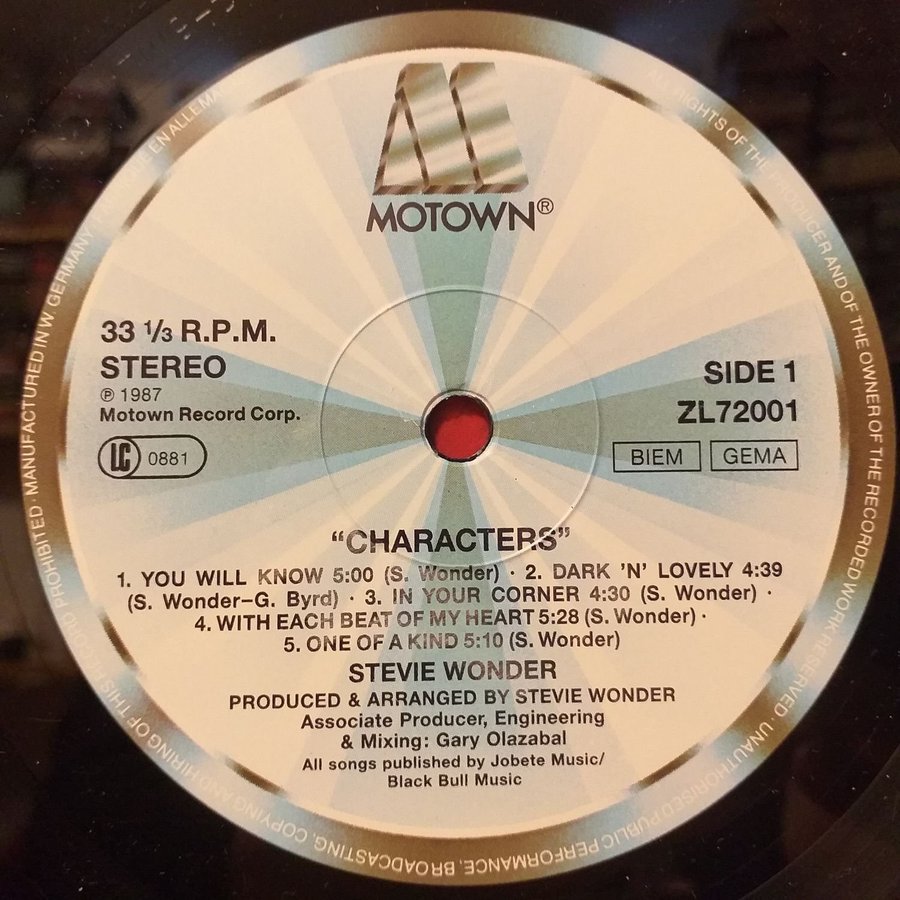 MOTOWN®
33 1/3 R.P.M.
STEREO
℗ 1987
Motown Record Corp.
LC 0881
SIDE 1
ZL72001
BIEM GEMA
“CHARACTERS”
1. YOU WILL KNOW 5:00 (S. Wonder) · 2. DARK 'N' LOVELY 4:39
(S. Wonder–G. Byrd) · 3. IN YOUR CORNER 4:30 (S. Wonder) ·
4. WITH EACH BEAT OF MY HEART 5:28 (S. Wonder) ·
5. ONE OF A KIND 5:10 (S. Wonder)
STEVIE WONDER
PRODUCED & ARRANGED BY STEVIE WONDER
Associate Producer, Engineering
& Mixing: Gary Olazabal
All songs published by Jobete Music/
Black Bull Music
ALL RIGHTS OF THE PRODUCER AND OF THE OWNER OF THE RECORDED WORK RESERVED · UNAUTHORISED PUBLIC PERFORMANCE, BROADCASTING, COPYING AND HIRING OF THIS PROHIBITED · MANUFACTURED IN W. GERMANY EN